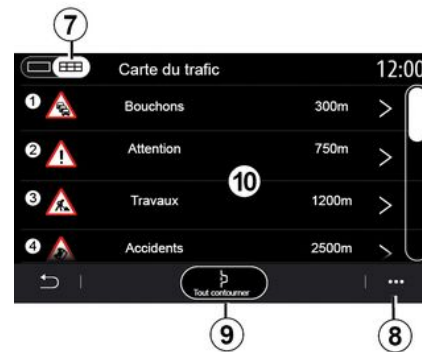 7
Carte du trafic 12:00
1 Bouchons 300m
2 Attention 750m
3 Travaux 1200m
10
4 Accidents 2500m
Tout contourner
9 8